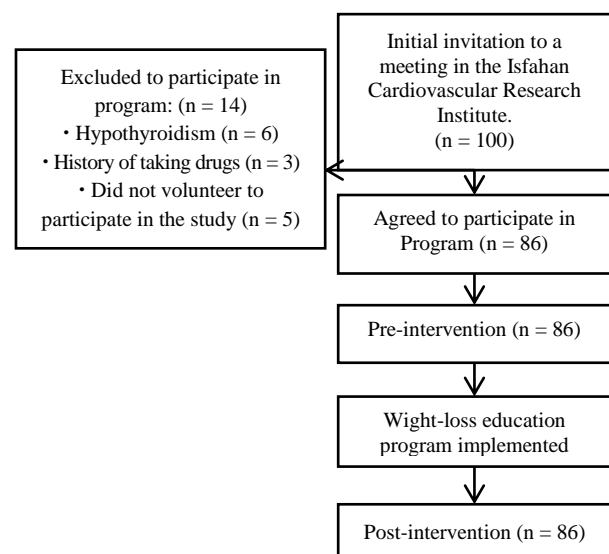 Initial invitation to a
meeting in the Isfahan
Cardiovascular Research
Institute.
(n = 100)
Excluded to participate in
program: (n = 14)
・Hypothyroidism (n = 6)
・History of taking drugs (n = 3)
・Did not volunteer to
participate in the study (n = 5)
Agreed to participate in
Program (n = 86)
Pre-intervention (n = 86)
Wight-loss education
program implemented
Post-intervention (n = 86)